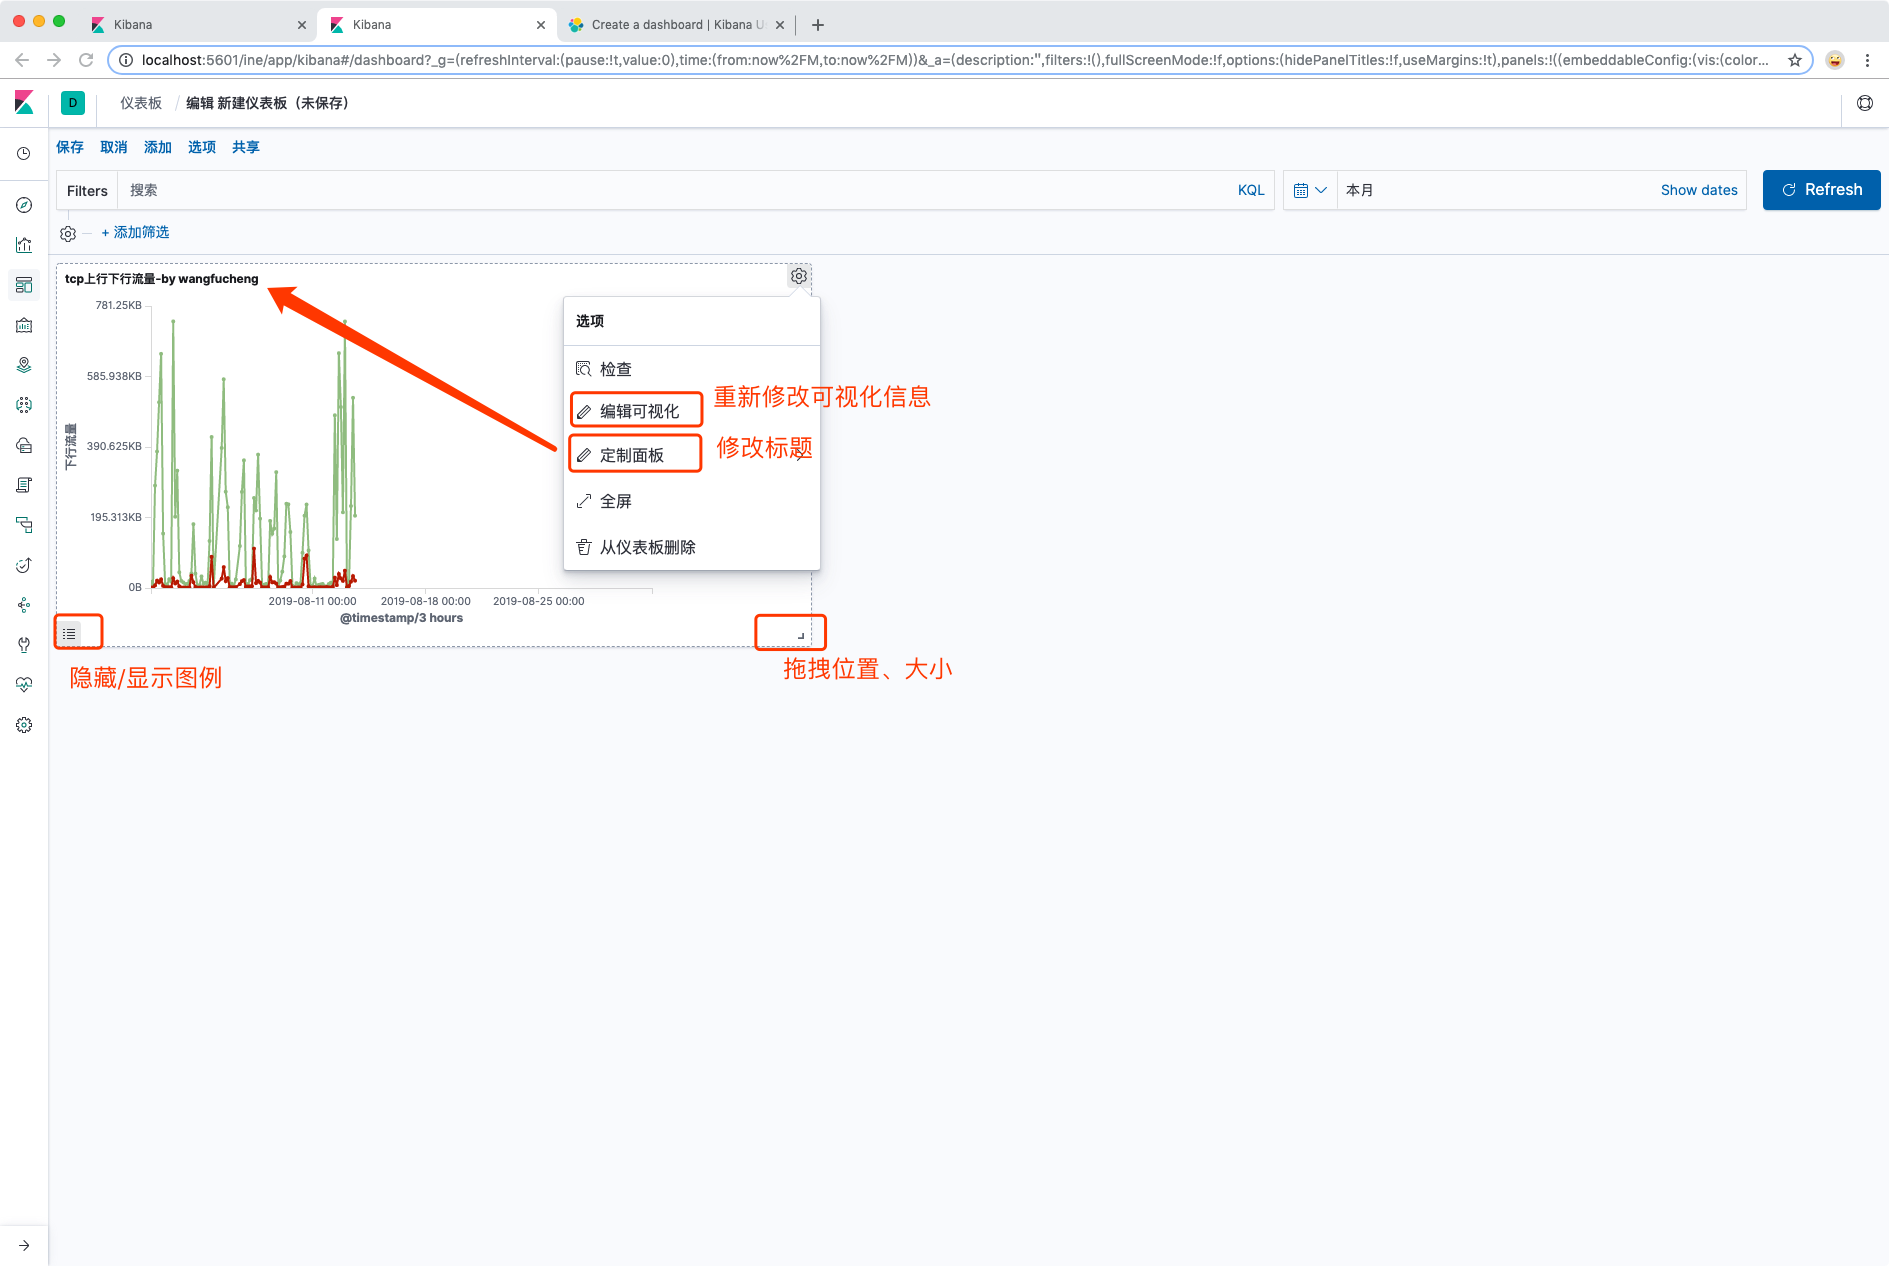 Kibana
Kibana
Create a dashboard | Kibana U
localhost:5601/ine/app/kibana#/dashboard?_g=(refreshInterval:(pause:!t,value:0),time:(from:now%2FM,to:now%2FM))&_a=(description:'',filters:!(),fullScreenMode:!f,options:(hidePanelTitles:!f,useMargins:!t),panels:!((embeddableConfig:(vis:(color...
D
仪表板 / 编辑 新建仪表板（未保存）
保存 取消 添加 选项 共享
Filters 搜索 KQL 本月 Show dates Refresh
+ 添加筛选
tcp上行下行流量-by wangfucheng
781.25KB
585.938KB
390.625KB
195.313KB
0B
下行流量
2019-08-11 00:00 2019-08-18 00:00 2019-08-25 00:00
@timestamp/3 hours
选项
检查
编辑可视化
重新修改可视化信息
定制面板
修改标题
全屏
从仪表板删除
隐藏/显示图例
拖拽位置、大小